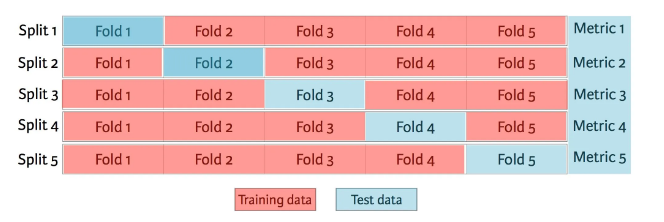 Split 1 Fold 1 Fold 2 Fold 3 Fold 4 Fold 5 Metric 1
Split 2 Fold 1 Fold 2 Fold 3 Fold 4 Fold 5 Metric 2
Split 3 Fold 1 Fold 2 Fold 3 Fold 4 Fold 5 Metric 3
Split 4 Fold 1 Fold 2 Fold 3 Fold 4 Fold 5 Metric 4
Split 5 Fold 1 Fold 2 Fold 3 Fold 4 Fold 5 Metric 5
Training data Test data